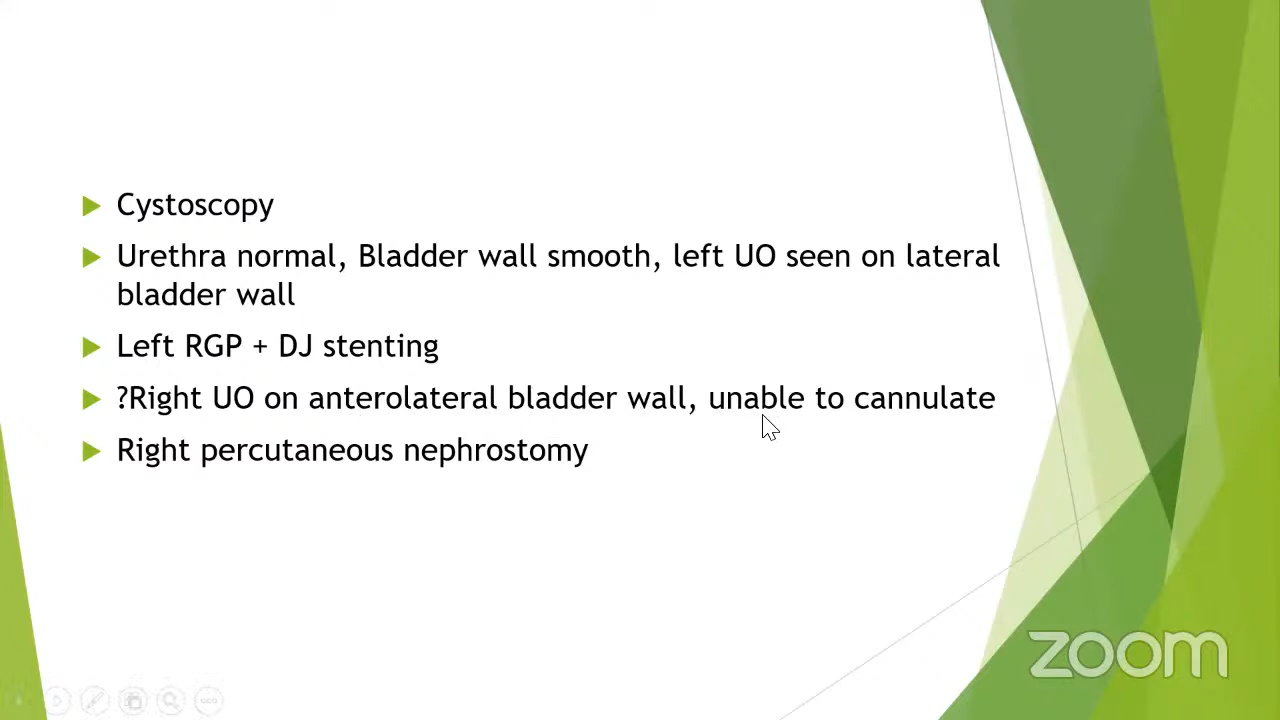 Cystoscopy
Urethra normal, Bladder wall smooth, left UO seen on lateral
bladder wall
Left RGP + DJ stenting
?Right UO on anterolateral bladder wall, unable to cannulate
Right percutaneous nephrostomy
zoom